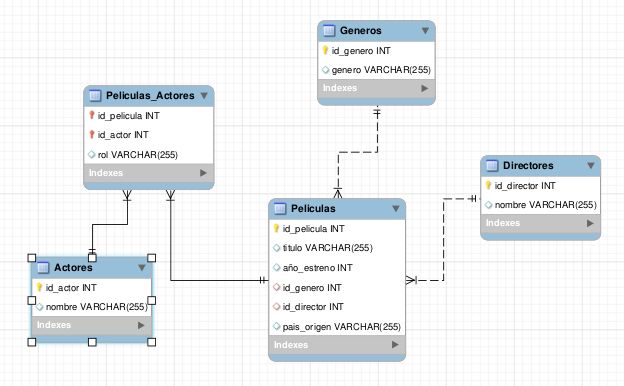 Generos
id_genero INT
genero VARCHAR(255)
Indexes
Peliculas_Actores
id_pelicula INT
id_actor INT
rol VARCHAR(255)
Indexes
Directores
id_director INT
nombre VARCHAR(255)
Indexes
Peliculas
id_pelicula INT
titulo VARCHAR(255)
año_estreno INT
id_genero INT
id_director INT
pais_origen VARCHAR(255)
Indexes
Actores
id_actor INT
nombre VARCHAR(255)
Indexes